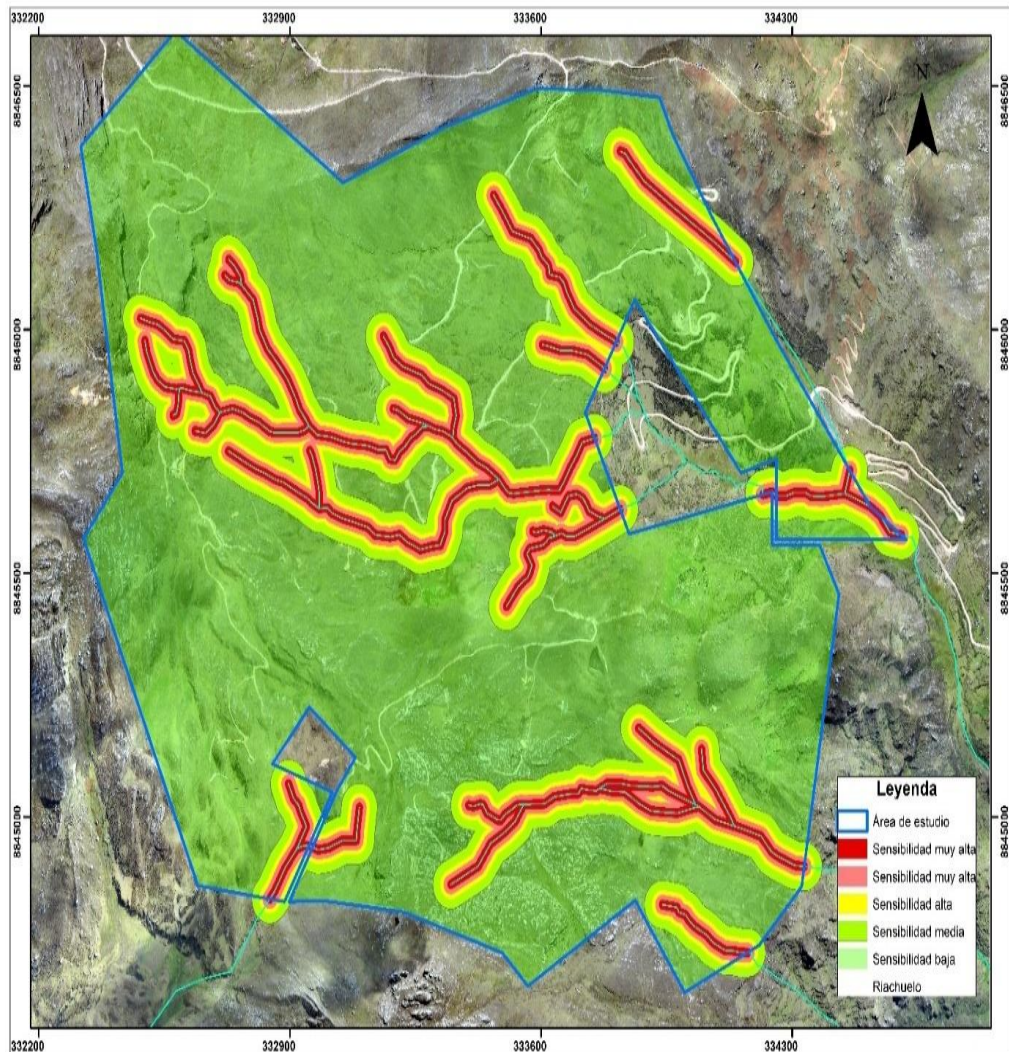 332200 332900 333600 334300
N
8846500 8846500
8846000 8846000
8845500 8845500
8845000 8845000
Leyenda
Área de estudio
Sensibilidad muy alta
Sensibilidad muy alta
Sensibilidad alta
Sensibilidad media
Sensibilidad baja
Riachuelo
332200 332900 333600 334300